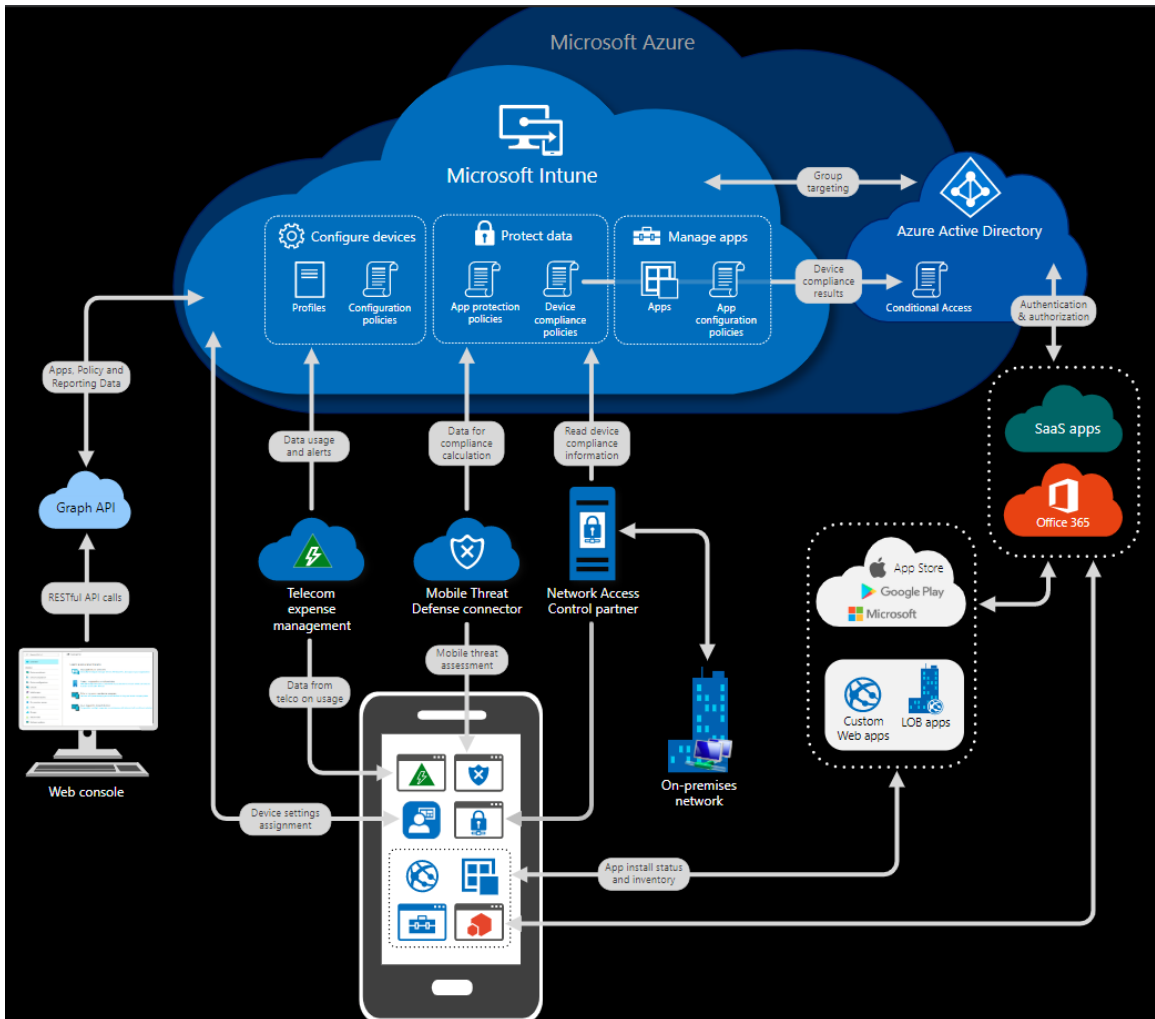 Microsoft Azure
Microsoft Intune
Group
targeting
Azure Active Directory
Configure devices
Protect data
Manage apps
Profiles
Configuration
policies
App protection
policies
Device
compliance
policies
Apps
App
configuration
policies
Device
compliance
results
Conditional Access
Authentication
& authorization
Apps, Policy and
Reporting Data
Data usage
and alerts
Data for
compliance
calculation
Read device
compliance
information
SaaS apps
Office 365
Graph API
RESTful API calls
Telecom
expense
management
Mobile Threat
Defense connector
Network Access
Control partner
App Store
Google Play
Microsoft
Mobile threat
assessment
Data from
telco on usage
Custom
Web apps
LOB apps
On-premises
network
Web console
Device settings
assignment
App install status
and inventory